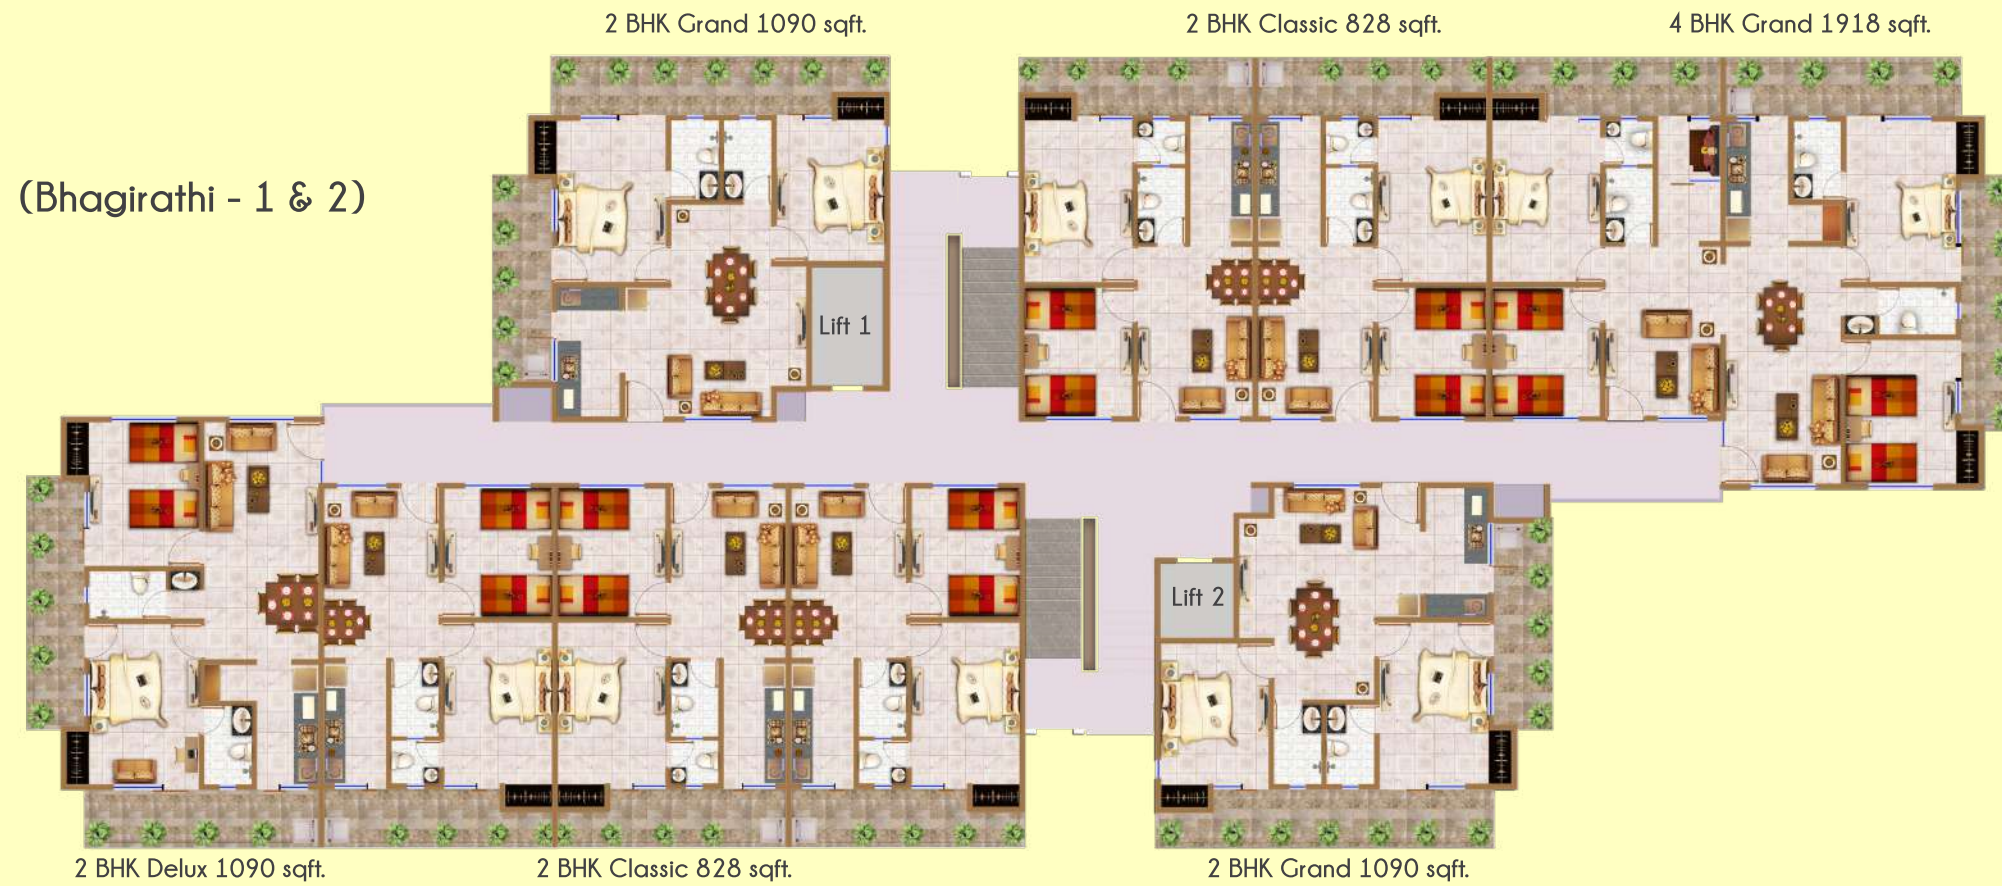 2 BHK Grand 1090 sqft.
2 BHK Classic 828 sqft.
4 BHK Grand 1918 sqft.
(Bhagirathi - 1 & 2)
Lift 1
Lift 2
2 BHK Delux 1090 sqft.
2 BHK Classic 828 sqft.
2 BHK Grand 1090 sqft.